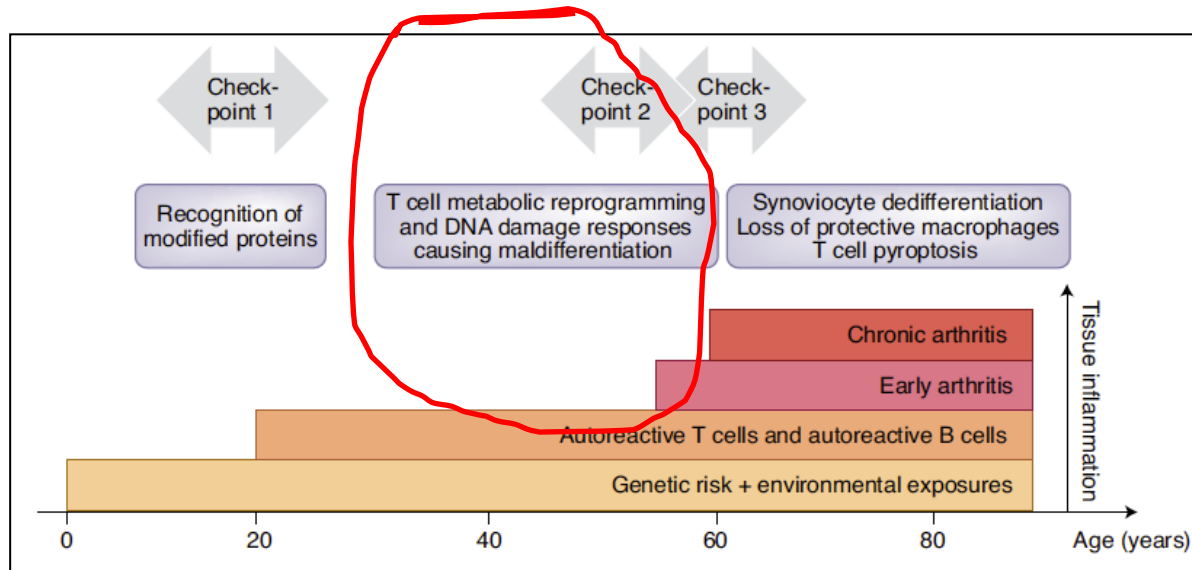 Check-
point 1
Check-
point 2
Check-
point 3
Recognition of
modified proteins
T cell metabolic reprogramming
and DNA damage responses
causing maldifferentiation
Synoviocyte dedifferentiation
Loss of protective macrophages
T cell pyroptosis
Chronic arthritis
Early arthritis
Autoreactive T cells and autoreactive B cells
Genetic risk + environmental exposures
Tissue inflammation
0 20 40 60 80 Age (years)